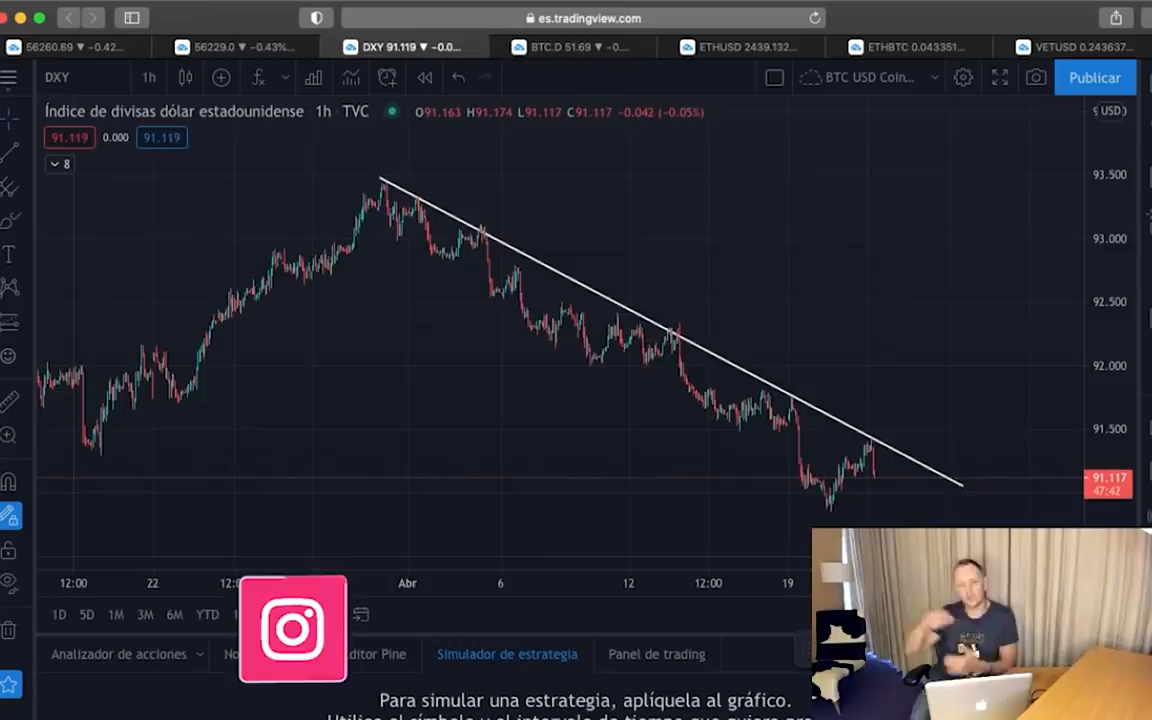 es.tradingview.com
56260.69 ▼ −0.42...
56229.0 ▼ −0.43%...
DXY 91.119 ▼ −0.0...
BTC.D 51.69 ▼ −0....
ETHUSD 2439.132...
ETHBTC 0.043351...
VETUSD 0.243637...
DXY
1h
BTC USD Coin...
Publicar
Índice de divisas dólar estadounidense · 1h · TVC
O91.163 H91.174 L91.117 C91.117 −0.042 (−0.05%)
USD
91.119 0.000 91.119
8
93.500
93.000
92.500
92.000
91.500
91.117
47:42
12:00 22 12:0 Abr 6 12 12:00 19
1D 5D 1M 3M 6M YTD
Analizador de acciones
No
ditor Pine
Simulador de estrategia
Panel de trading
Para simular una estrategia, aplíquela al gráfico.